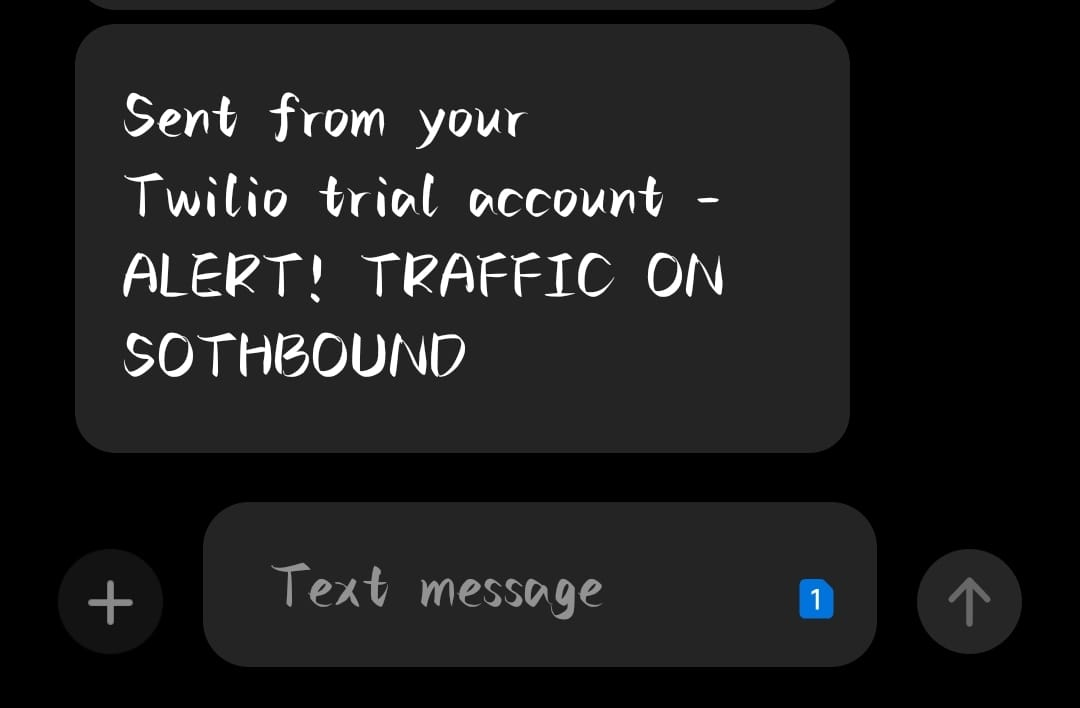 Sent from your
Twilio trial account -
ALERT! TRAFFIC ON
SOTHBOUND
Text message
1